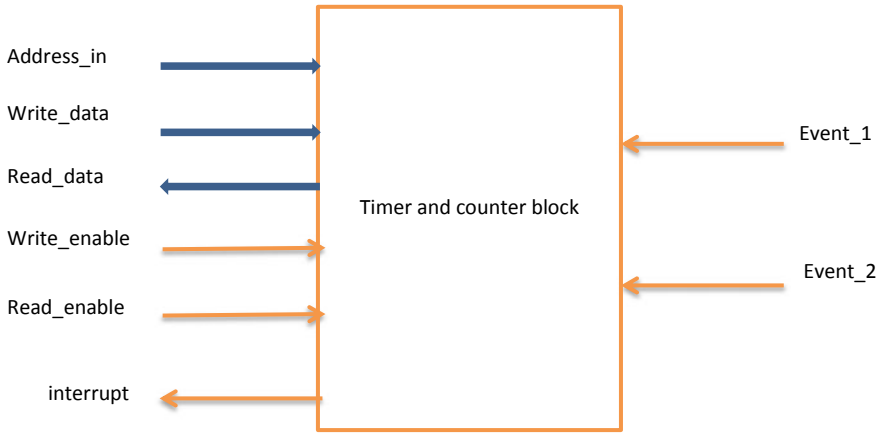 Address_in
Write_data
Read_data
Write_enable
Read_enable
interrupt
Timer and counter block
Event_1
Event_2